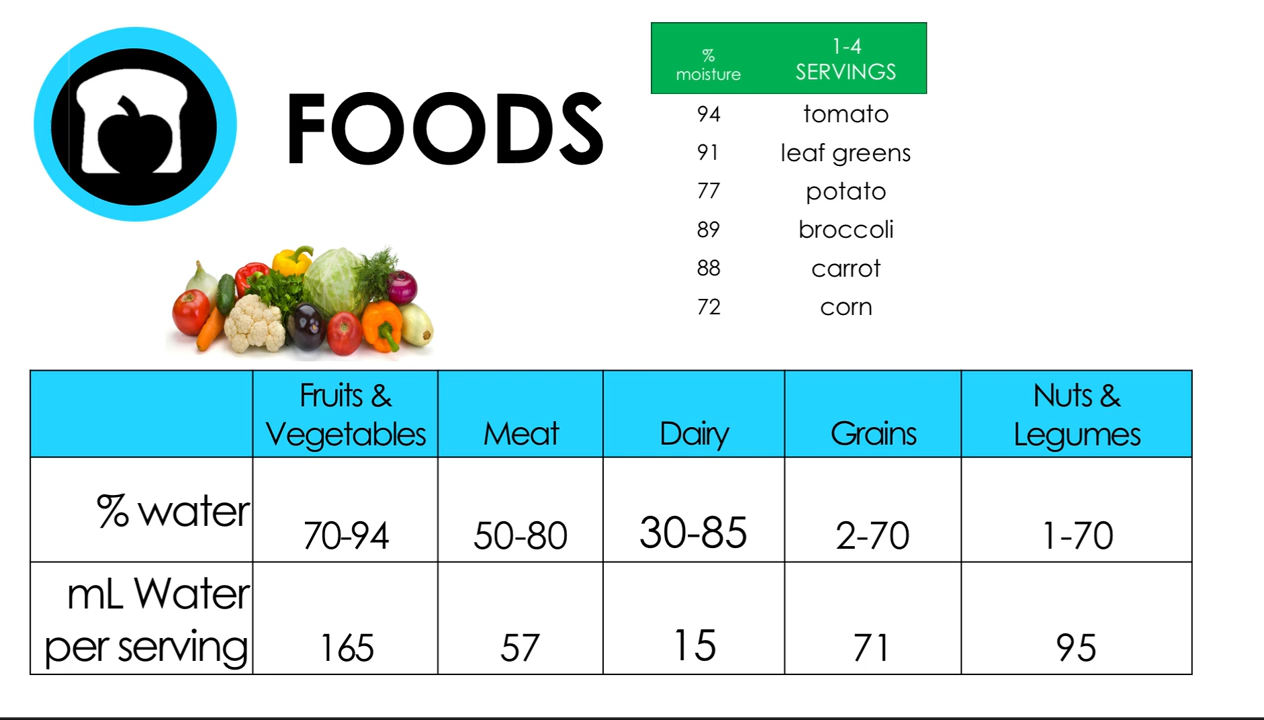 FOODS
% moisture 1-4 SERVINGS
94 tomato
91 leaf greens
77 potato
89 broccoli
88 carrot
72 corn
Fruits & Vegetables Meat Dairy Grains Nuts & Legumes
% water 70-94 50-80 30-85 2-70 1-70
mL Water per serving 165 57 15 71 95